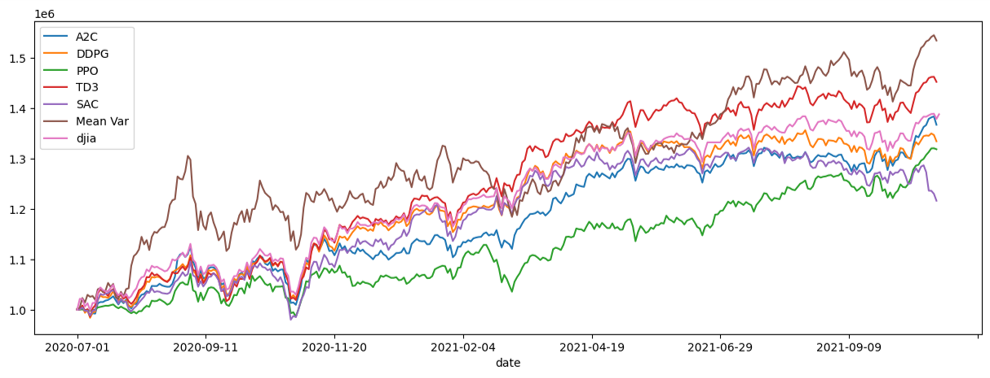 1e6
A2C
DDPG
PPO
TD3
SAC
Mean Var
djia
1.5
1.4
1.3
1.2
1.1
1.0
2020-07-01 2020-09-11 2020-11-20 2021-02-04 2021-04-19 2021-06-29 2021-09-09
date